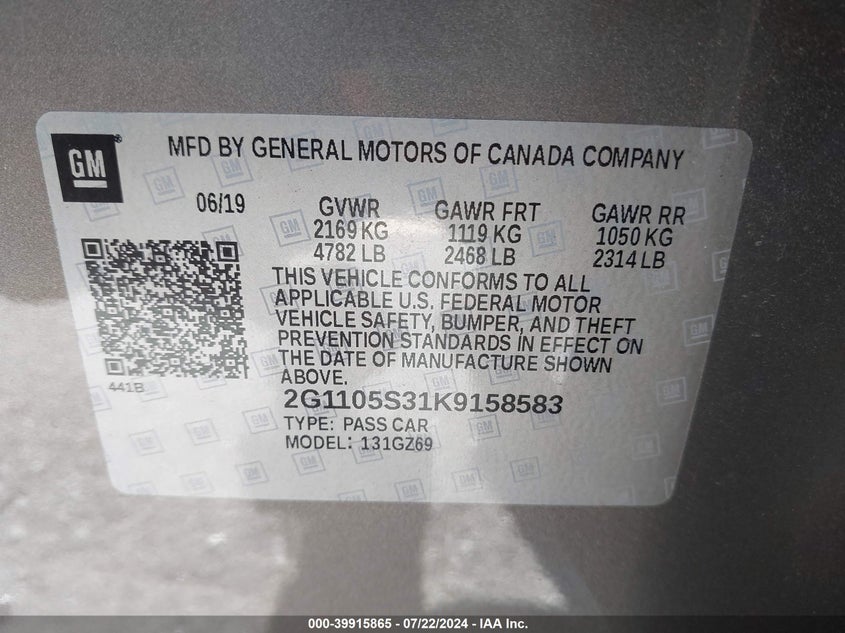 GM
MFD BY GENERAL MOTORS OF CANADA COMPANY
06/19
GVWR GAWR FRT GAWR RR
2169 KG 1119 KG 1050 KG
4782 LB 2468 LB 2314 LB
THIS VEHICLE CONFORMS TO ALL
APPLICABLE U.S. FEDERAL MOTOR
VEHICLE SAFETY, BUMPER, AND THEFT
PREVENTION STANDARDS IN EFFECT ON
THE DATE OF MANUFACTURE SHOWN
ABOVE.
441B
2G1105S31K9158583
TYPE: PASS CAR
MODEL: 131GZ69
000-39915865 - 07/22/2024 - IAA Inc.